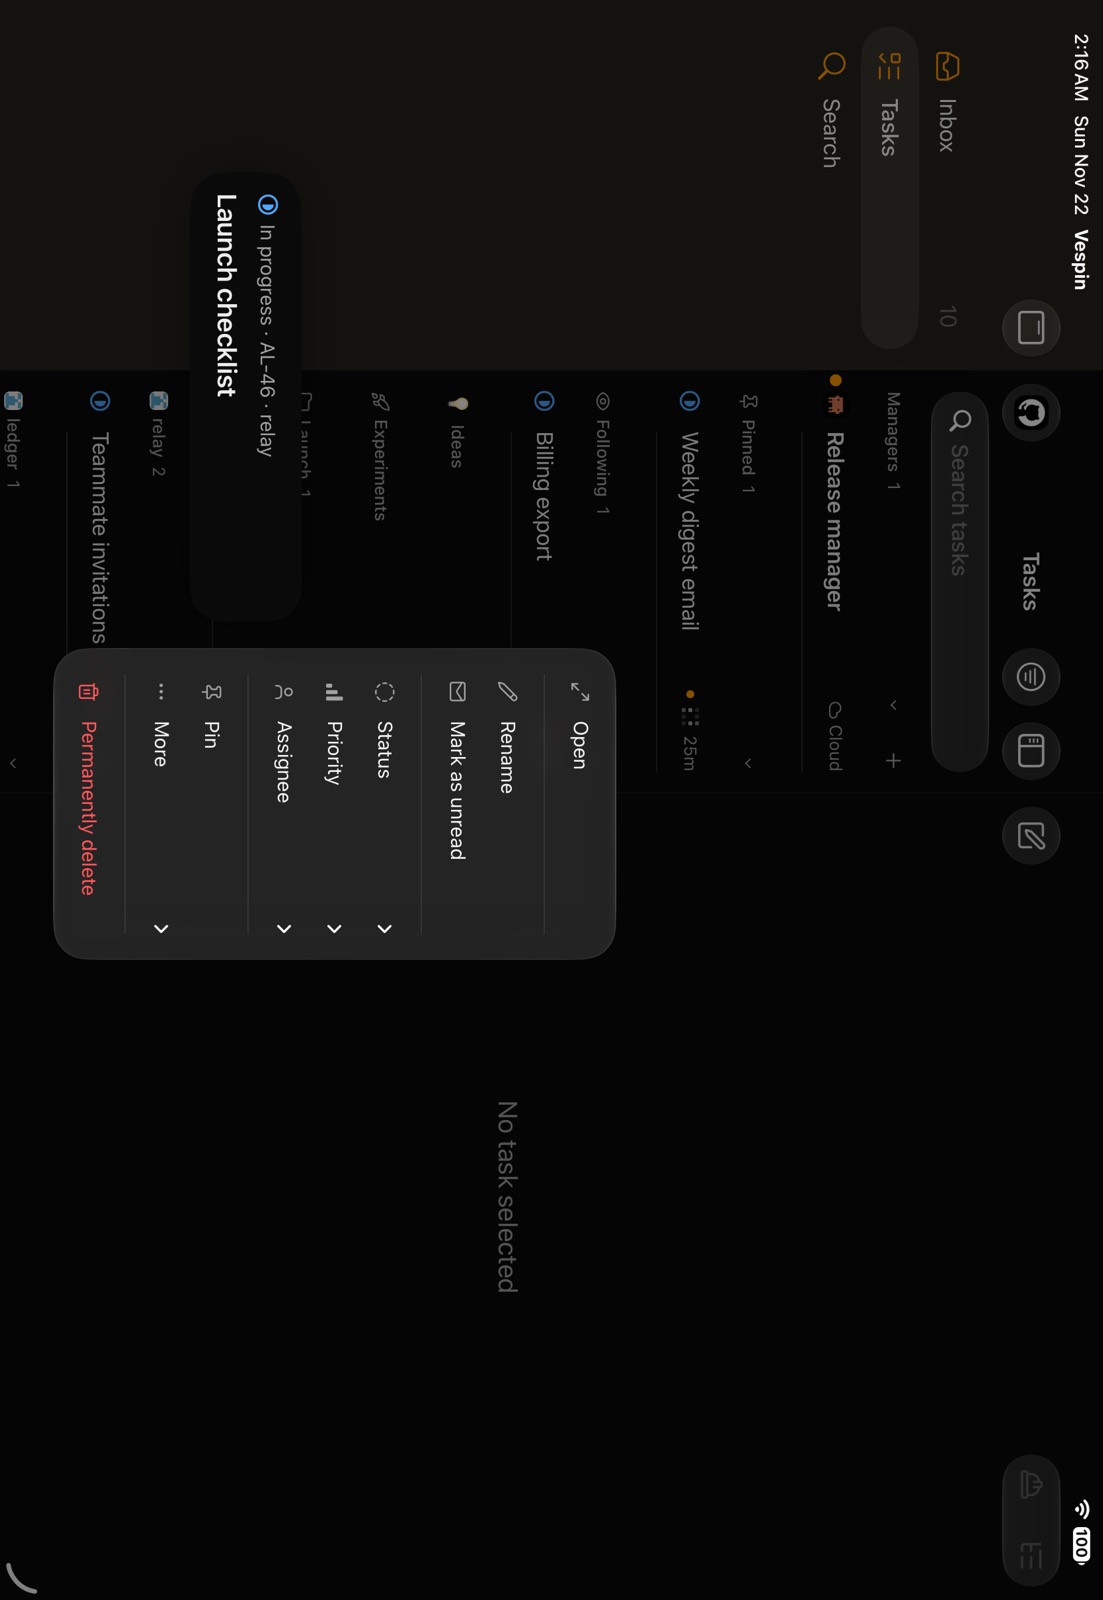 2:16 AM Sun Nov 22 Vespin
100
Tasks
Search tasks
Inbox 10
Tasks
Search
Managers 1
Release manager Cloud
Pinned 1
Weekly digest email 25m
Following 1
Billing export
Ideas
Experiments
Launch 1
In progress · AL-46 · relay
Launch checklist
relay 2
Teammate invitations
ledger 1
Open
Rename
Mark as unread
Status
Priority
Assignee
Pin
More
Permanently delete
No task selected